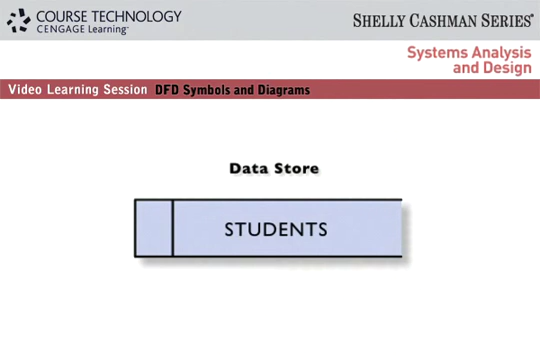 COURSE TECHNOLOGY
CENGAGE Learning™
SHELLY CASHMAN SERIES®
Systems Analysis
and Design
Video Learning Session DFD Symbols and Diagrams
Data Store
STUDENTS